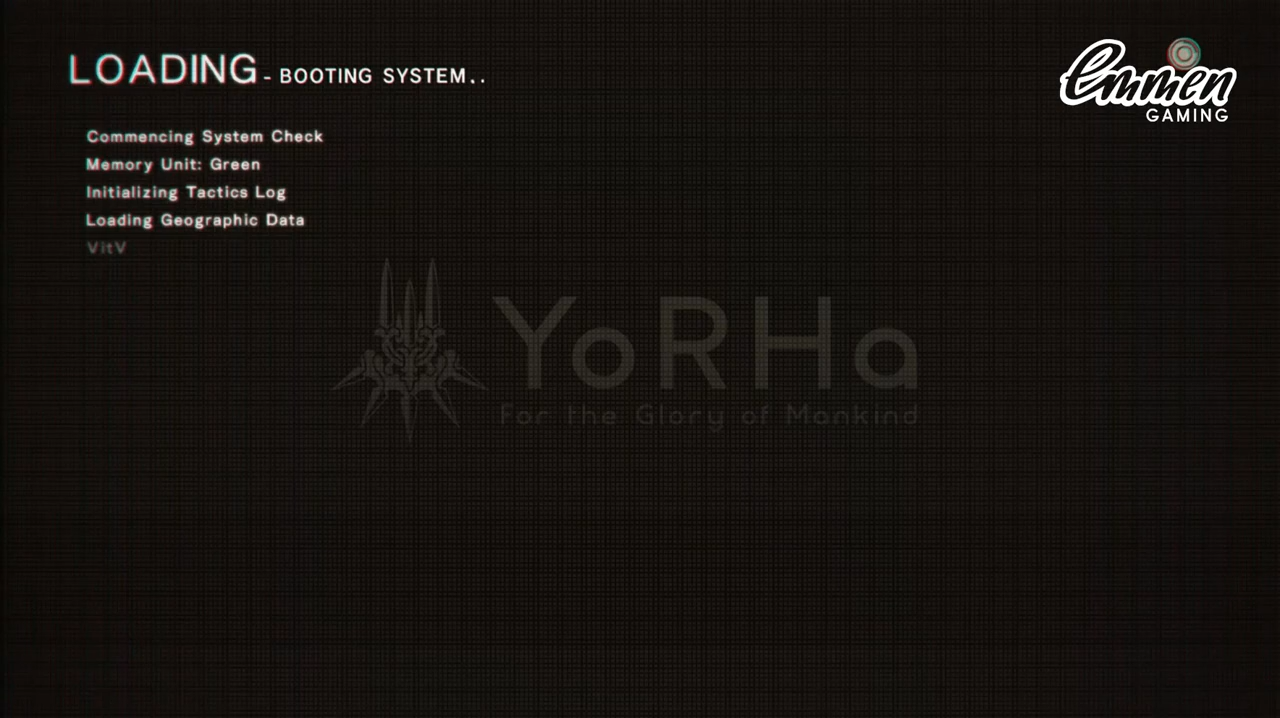 LOADING - BOOTING SYSTEM..
Emmen
GAMING
Commencing System Check
Memory Unit: Green
Initializing Tactics Log
Loading Geographic Data
VitV
YoRHa
For the Glory of Mankind